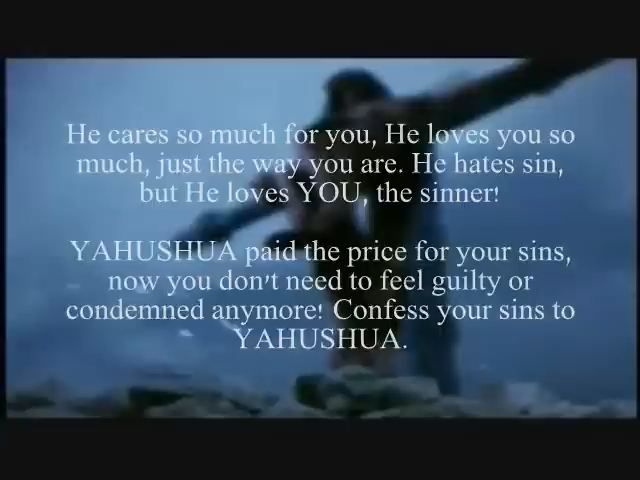 He cares so much for you, He loves you so
much, just the way you are. He hates sin,
but He loves YOU, the sinner!
YAHUSHUA paid the price for your sins,
now you don't need to feel guilty or
condemned anymore! Confess your sins to
YAHUSHUA.